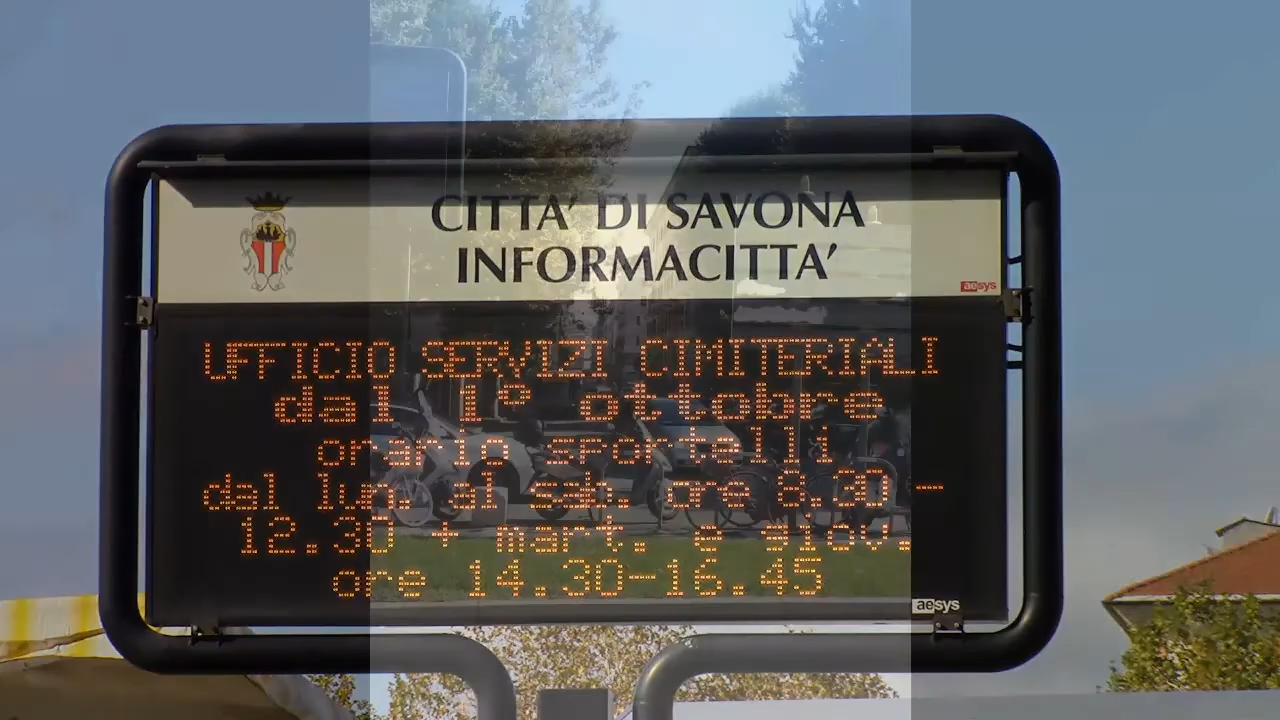 CITTA' DI SAVONA
INFORMACITTA'
aesys
UFFICIO SERVIZI CIMITERIALI
dal 1° ottobre
orario sportelli
dal lun. al sab. ore 8.00 -
12.30 + mart. e giov.
ore 14.30-16.45
aesys